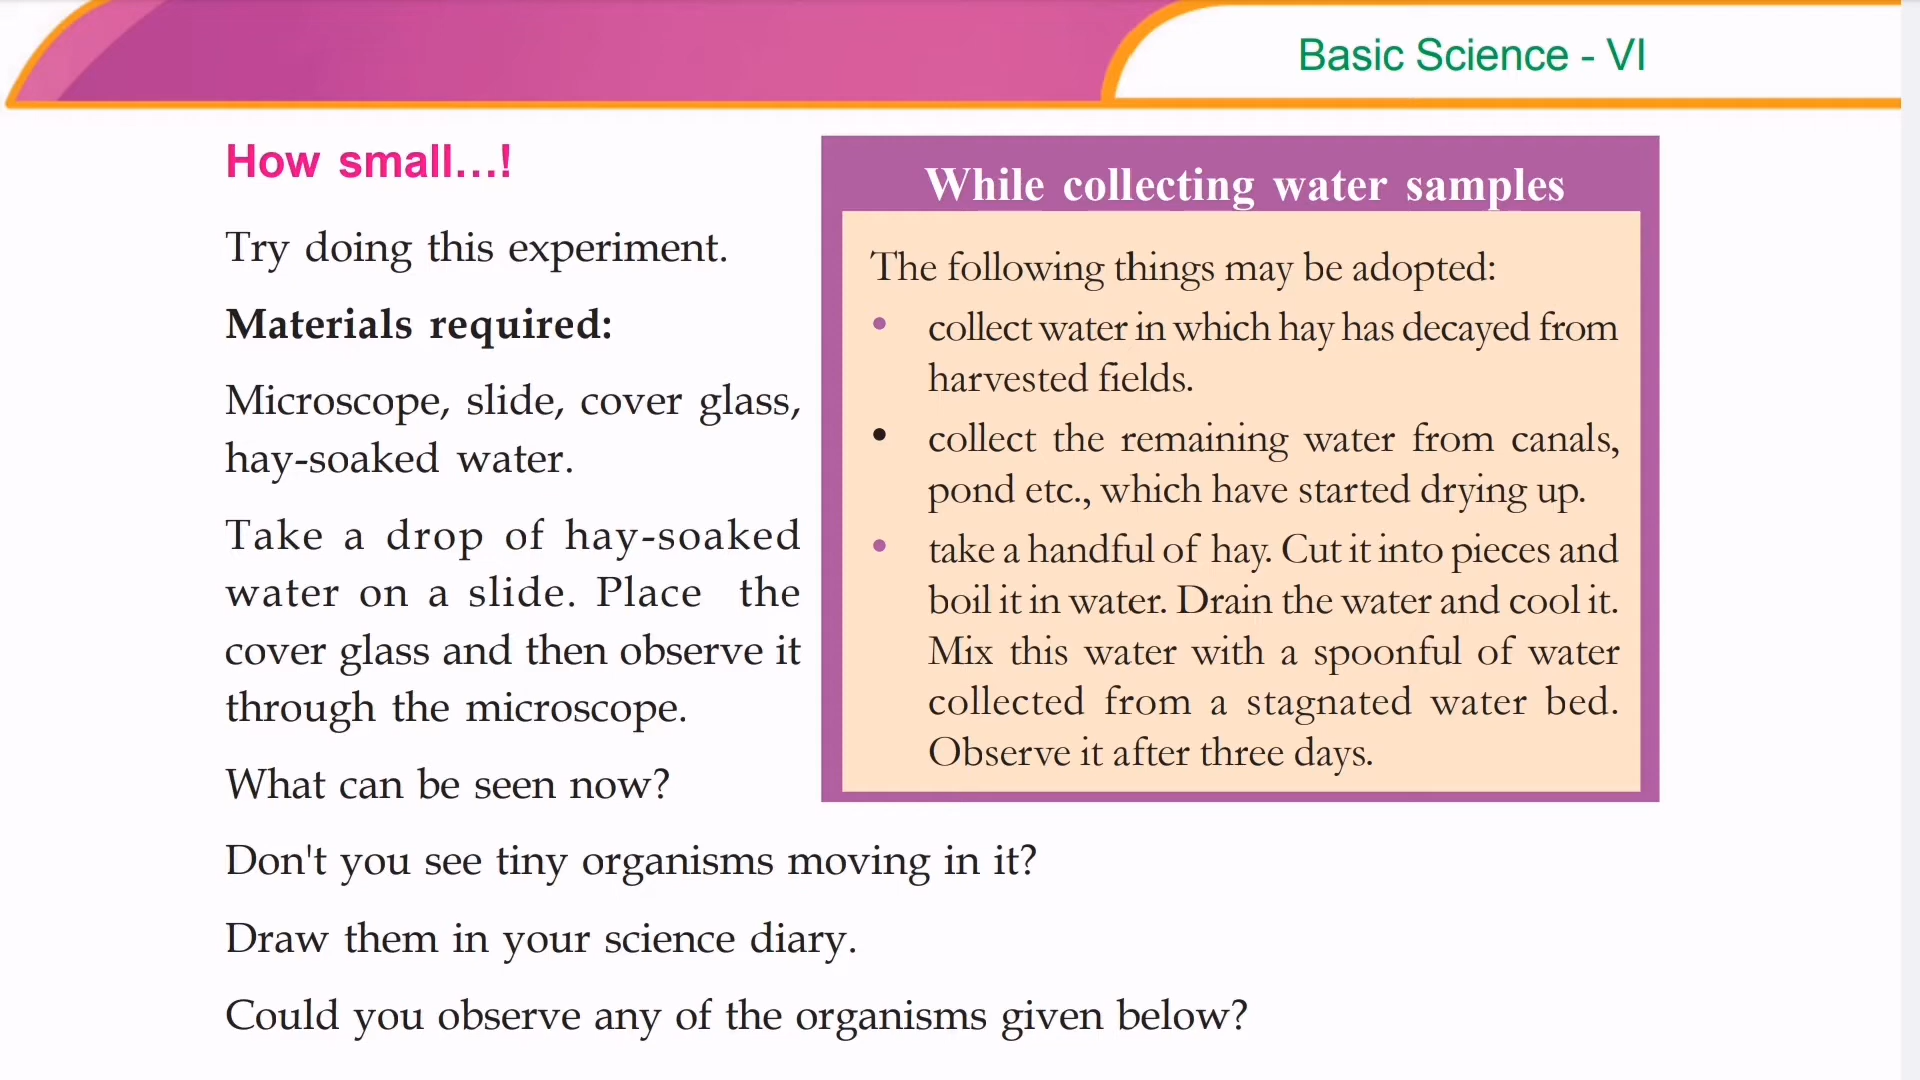 Basic Science - VI
How small...!
Try doing this experiment.
Materials required:
Microscope, slide, cover glass,
hay-soaked water.
Take a drop of hay-soaked
water on a slide. Place the
cover glass and then observe it
through the microscope.
What can be seen now?
While collecting water samples
The following things may be adopted:
• collect water in which hay has decayed from
harvested fields.
• collect the remaining water from canals,
pond etc., which have started drying up.
• take a handful of hay. Cut it into pieces and
boil it in water. Drain the water and cool it.
Mix this water with a spoonful of water
collected from a stagnated water bed.
Observe it after three days.
Don't you see tiny organisms moving in it?
Draw them in your science diary.
Could you observe any of the organisms given below?